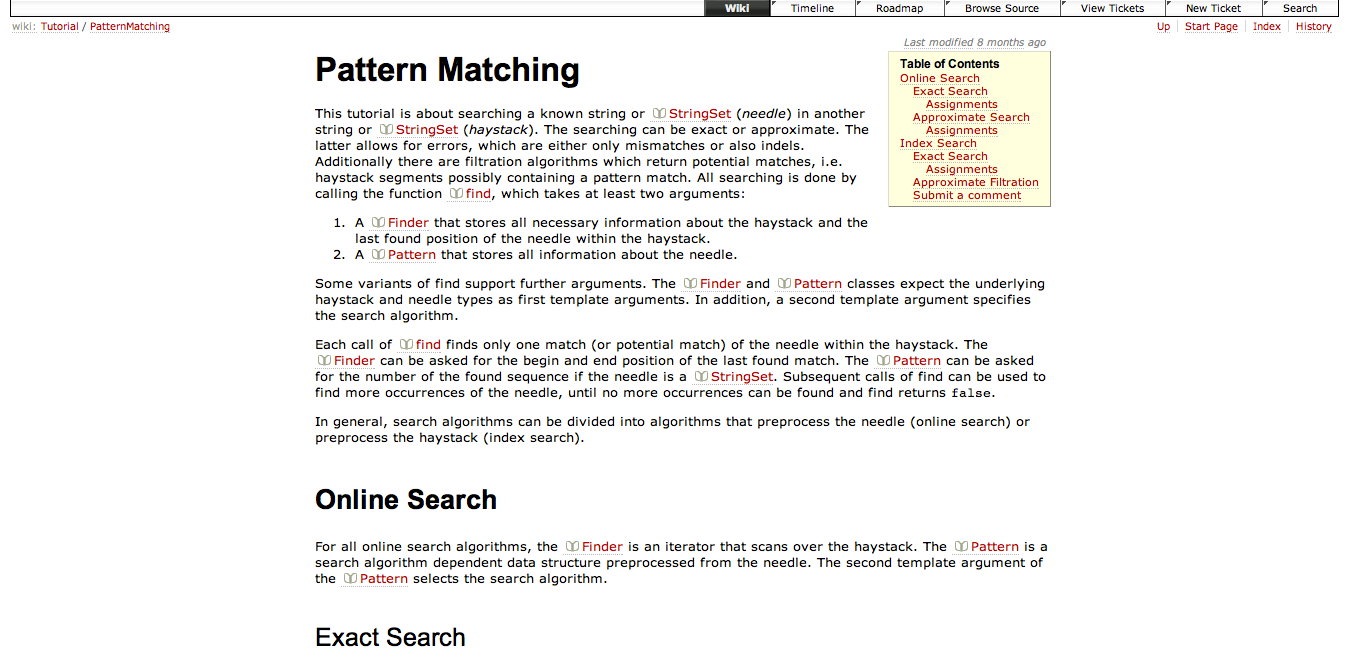 Wiki Timeline Roadmap Browse Source View Tickets New Ticket Search
wiki: Tutorial / PatternMatching
Up Start Page Index History
Last modified 8 months ago
Pattern Matching
This tutorial is about searching a known string or StringSet (needle) in another
string or StringSet (haystack). The searching can be exact or approximate. The
latter allows for errors, which are either only mismatches or also indels.
Additionally there are filtration algorithms which return potential matches, i.e.
haystack segments possibly containing a pattern match. All searching is done by
calling the function find, which takes at least two arguments:
1. A Finder that stores all necessary information about the haystack and the
last found position of the needle within the haystack.
2. A Pattern that stores all information about the needle.
Table of Contents
Online Search
Exact Search
Assignments
Approximate Search
Assignments
Index Search
Exact Search
Assignments
Approximate Filtration
Submit a comment
Some variants of find support further arguments. The Finder and Pattern classes expect the underlying
haystack and needle types as first template arguments. In addition, a second template argument specifies
the search algorithm.
Each call of find finds only one match (or potential match) of the needle within the haystack. The
Finder can be asked for the begin and end position of the last found match. The Pattern can be asked
for the number of the found sequence if the needle is a StringSet. Subsequent calls of find can be used to
find more occurrences of the needle, until no more occurrences can be found and find returns false.
In general, search algorithms can be divided into algorithms that preprocess the needle (online search) or
preprocess the haystack (index search).
Online Search
For all online search algorithms, the Finder is an iterator that scans over the haystack. The Pattern is a
search algorithm dependent data structure preprocessed from the needle. The second template argument of
the Pattern selects the search algorithm.
Exact Search